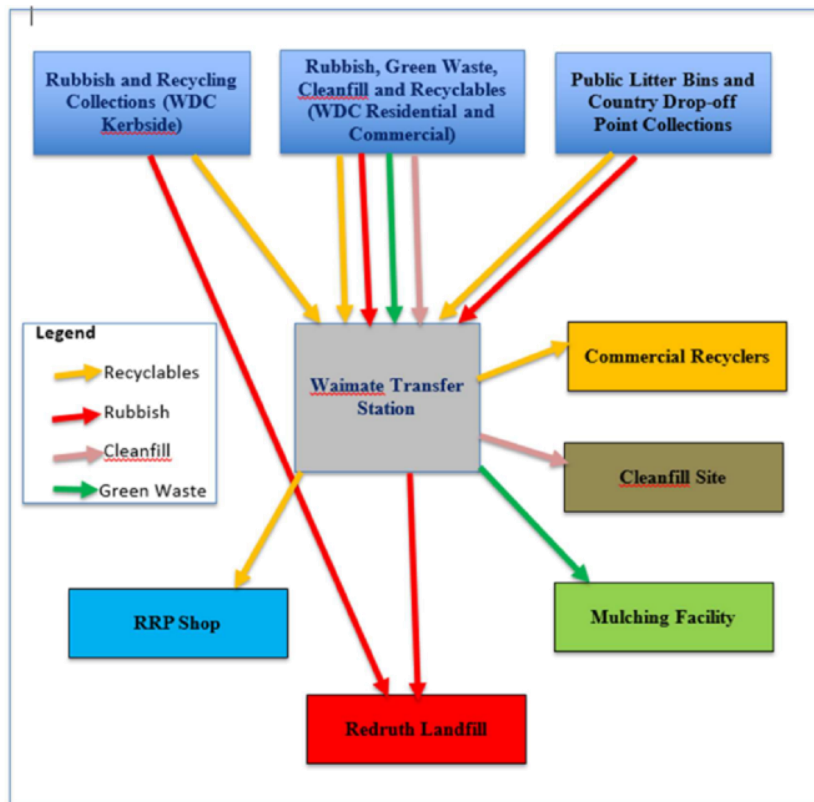 Rubbish and Recycling
Collections (WDC
Kerbside)
Rubbish, Green Waste,
Cleanfill and Recyclables
(WDC Residential and
Commercial)
Public Litter Bins and
Country Drop-off
Point Collections
Legend
Recyclables
Rubbish
Cleanfill
Green Waste
Waimate Transfer
Station
Commercial Recyclers
Cleanfill Site
RRP Shop
Mulching Facility
Redruth Landfill